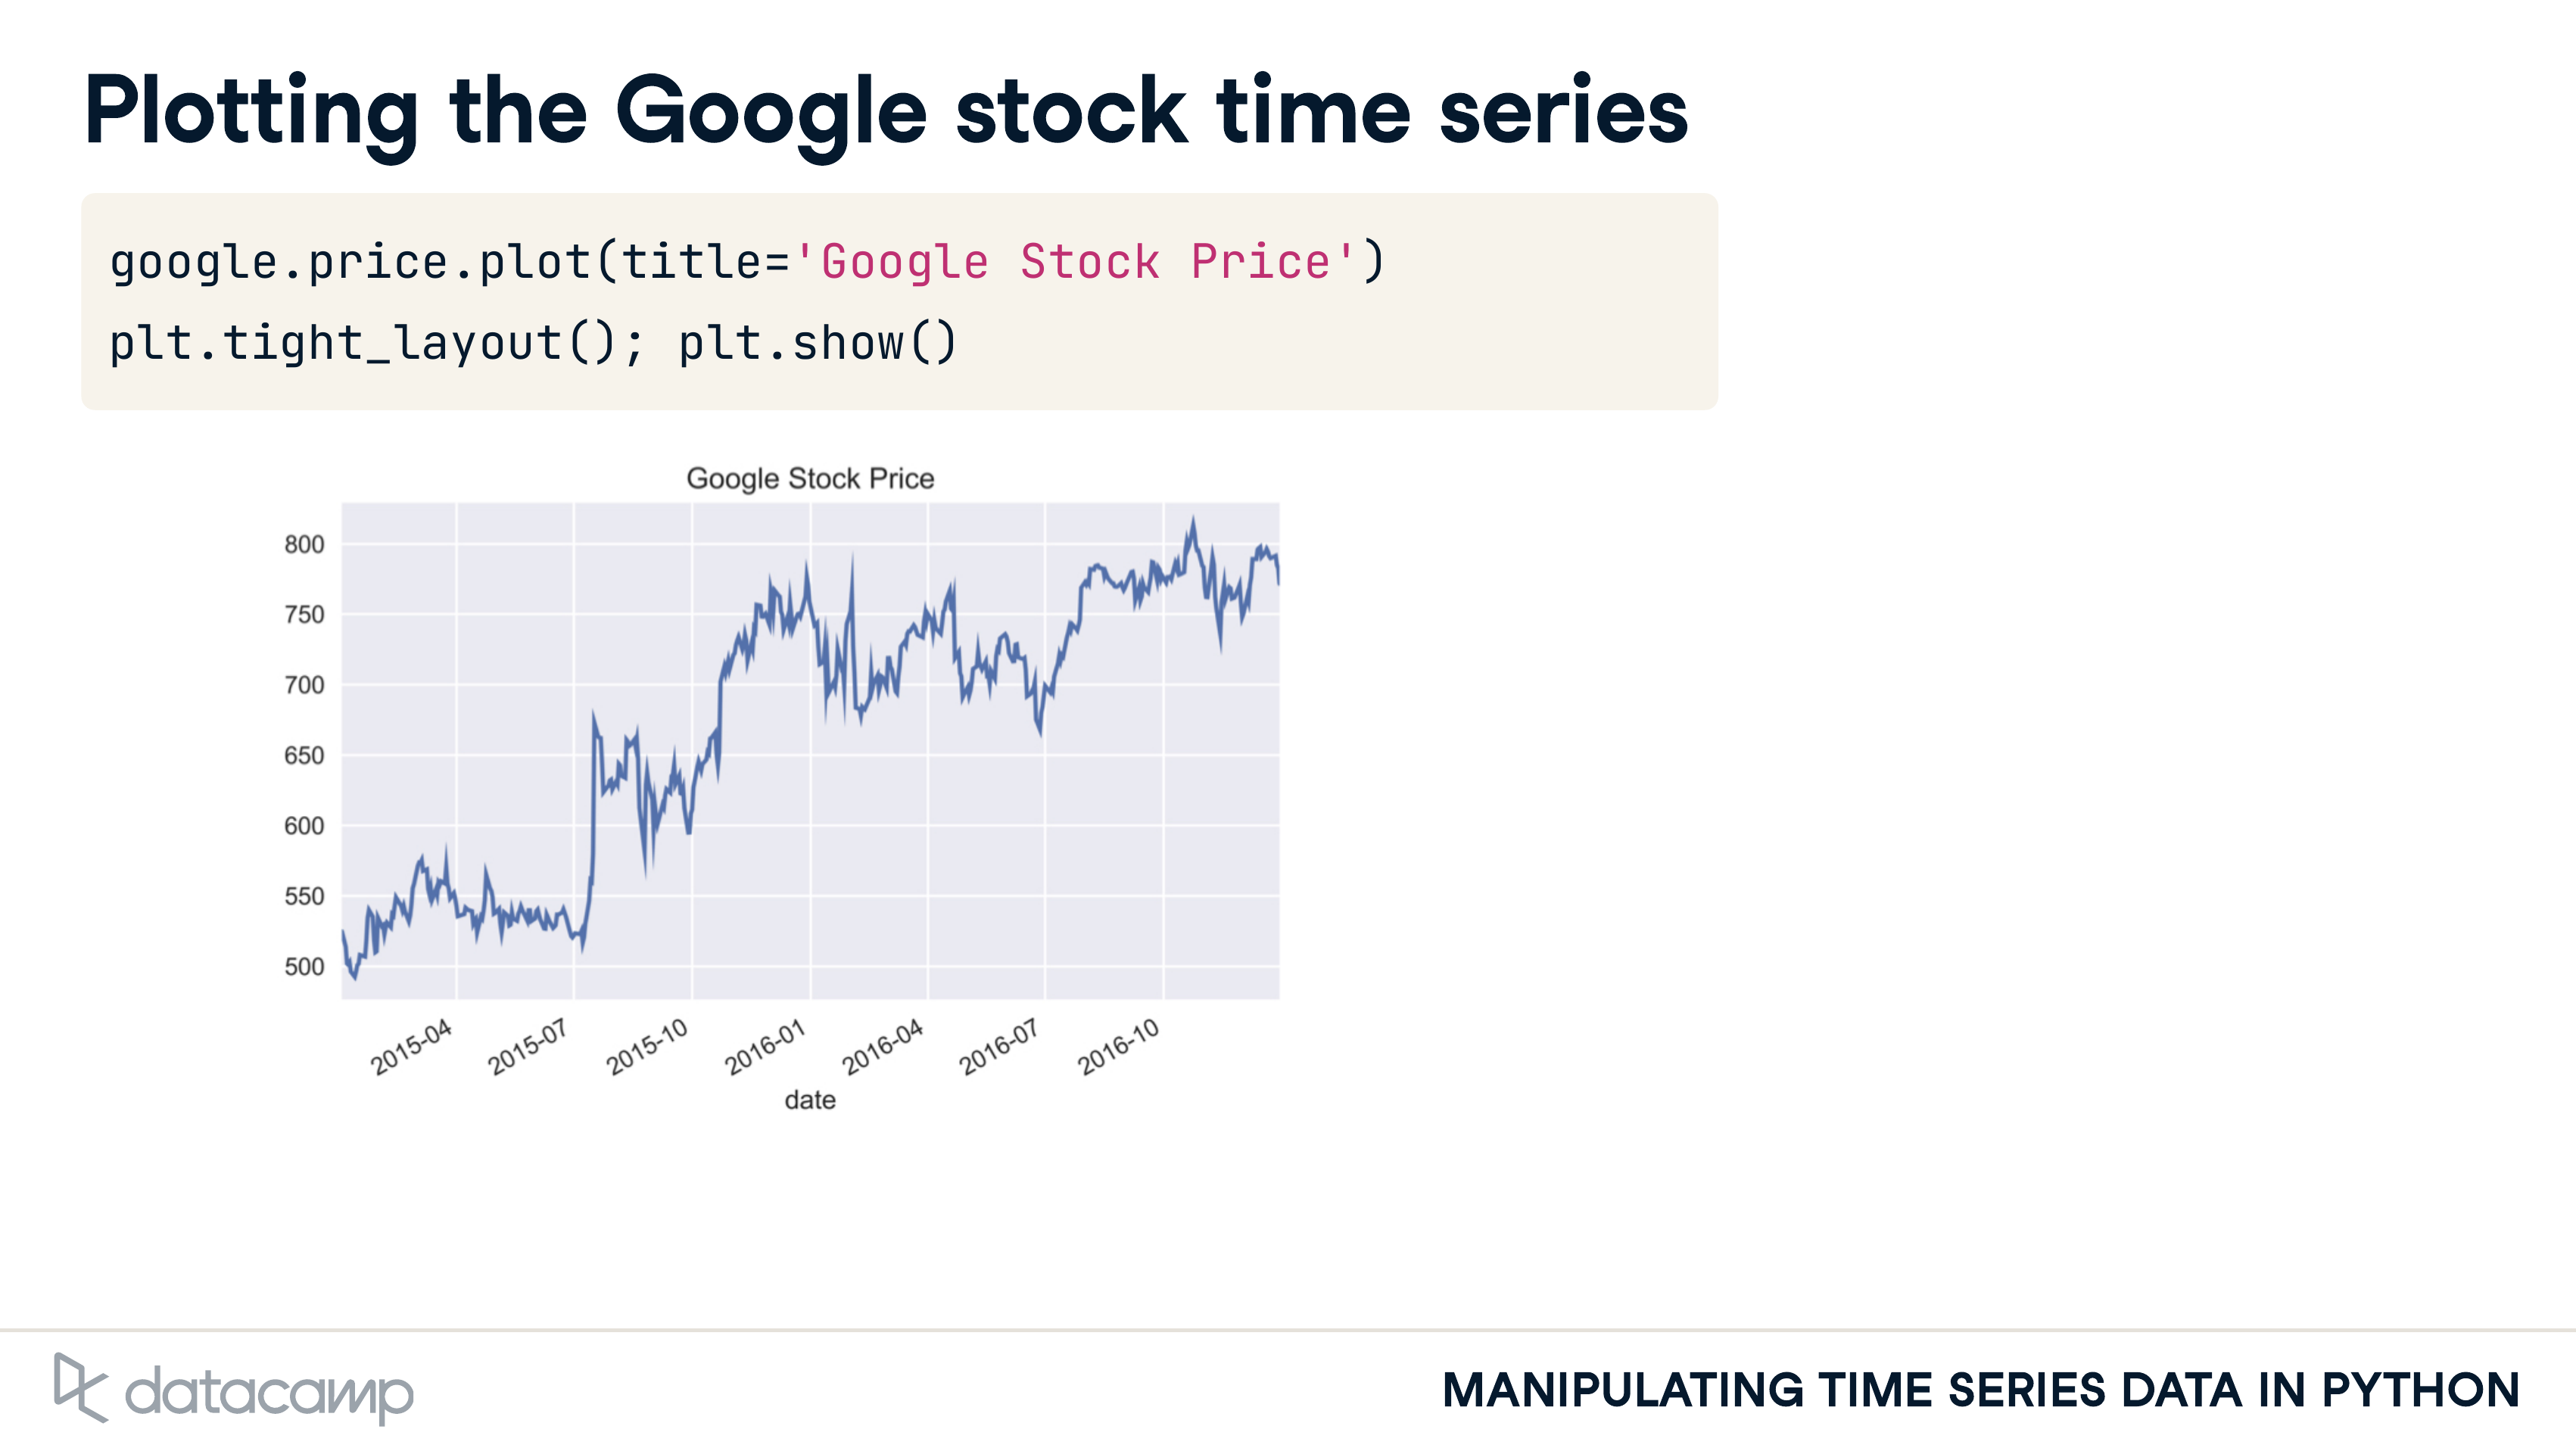 Plotting the Google stock time series
google.price.plot(title='Google Stock Price')
plt.tight_layout(); plt.show()
Google Stock Price
800
750
700
650
600
550
500
2015-04
2015-07
2015-10
2016-01
2016-04
2016-07
2016-10
date
datacamp
MANIPULATING TIME SERIES DATA IN PYTHON